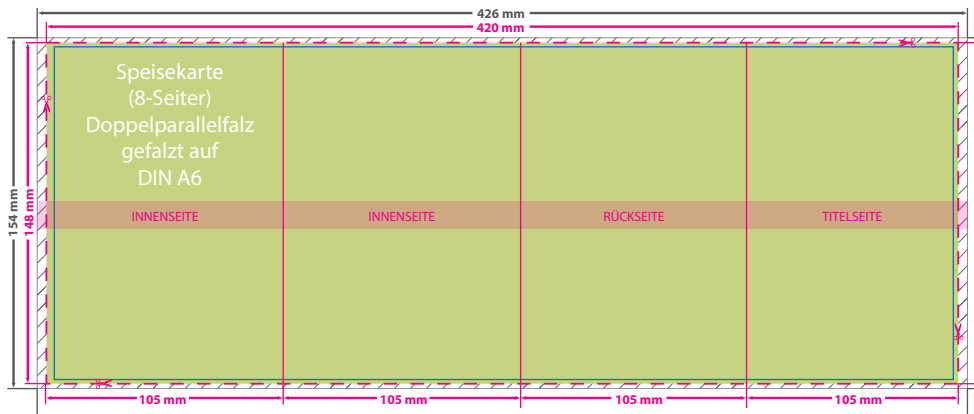 426 mm
420 mm
Speisekarte
(8-Seiter)
Doppelparallelfalz
gefalzt auf
DIN A6
154 mm
148 mm
INNENSEITE
INNENSEITE
RÜCKSEITE
TITELSEITE
105 mm
105 mm
105 mm
105 mm